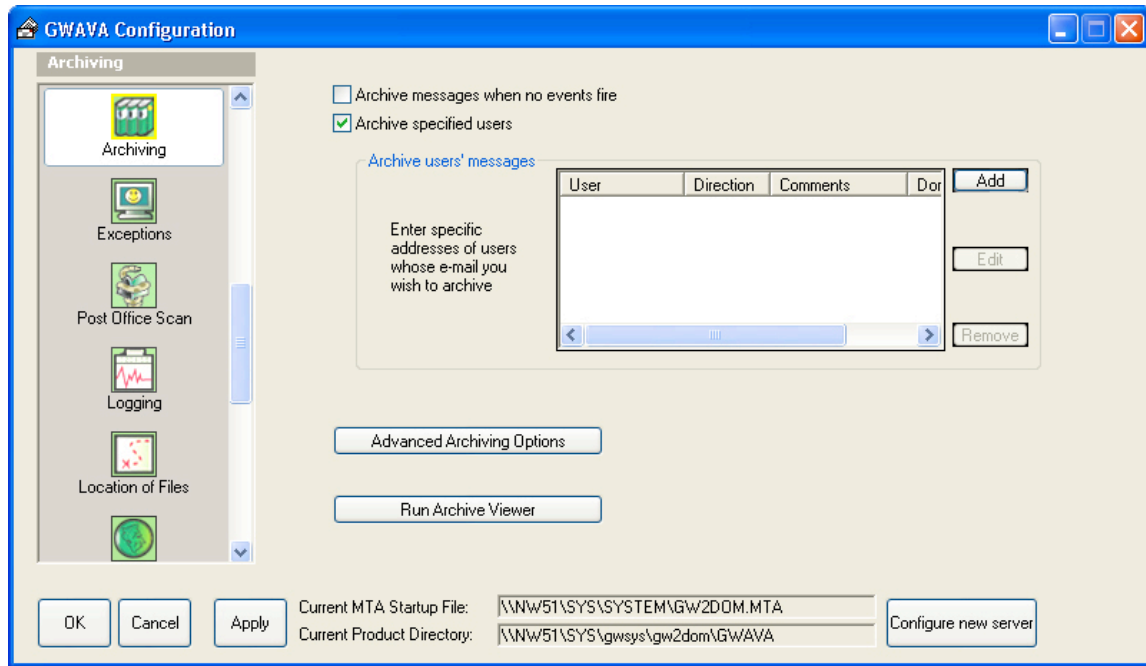 GWAVA Configuration
Archiving
Archiving
Exceptions
Post Office Scan
Logging
Location of Files
Archive messages when no events fire
Archive specified users
Archive users' messages
Enter specific
addresses of users
whose e-mail you
wish to archive
User Direction Comments Dor
Add
Edit
Remove
Advanced Archiving Options
Run Archive Viewer
OK Cancel Apply
Current MTA Startup File: \\NW51\SYS\SYSTEM\GW2DOM.MTA
Current Product Directory: \\NW51\SYS\gwsys\gw2dom\GWAVA
Configure new server